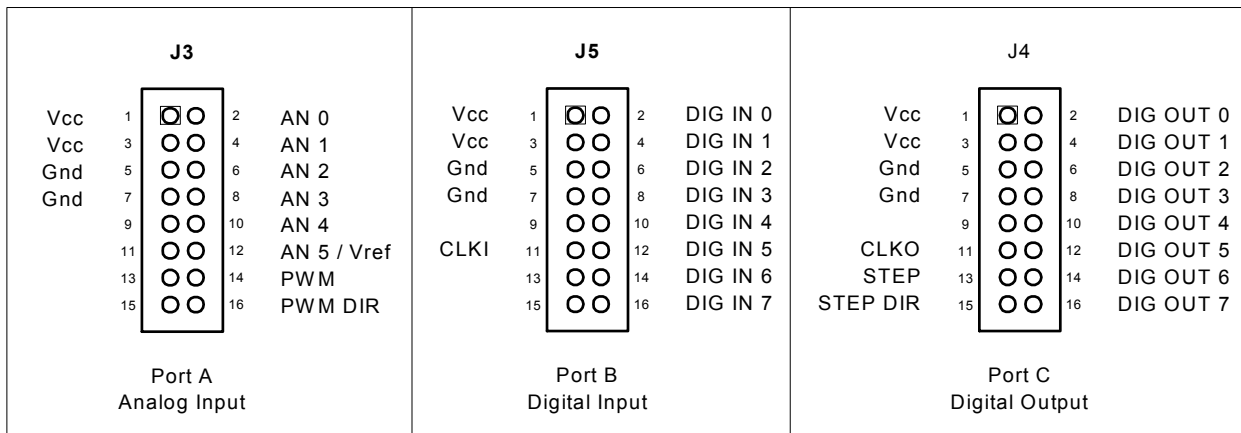 J3
Vcc 1 2 AN 0
Vcc 3 4 AN 1
Gnd 5 6 AN 2
Gnd 7 8 AN 3
9 10 AN 4
11 12 AN 5 / Vref
13 14 PWM
15 16 PWM DIR
Port A
Analog Input
J5
Vcc 1 2 DIG IN 0
Vcc 3 4 DIG IN 1
Gnd 5 6 DIG IN 2
Gnd 7 8 DIG IN 3
9 10 DIG IN 4
CLKI 11 12 DIG IN 5
13 14 DIG IN 6
15 16 DIG IN 7
Port B
Digital Input
J4
Vcc 1 2 DIG OUT 0
Vcc 3 4 DIG OUT 1
Gnd 5 6 DIG OUT 2
Gnd 7 8 DIG OUT 3
9 10 DIG OUT 4
CLKO 11 12 DIG OUT 5
STEP 13 14 DIG OUT 6
STEP DIR 15 16 DIG OUT 7
Port C
Digital Output